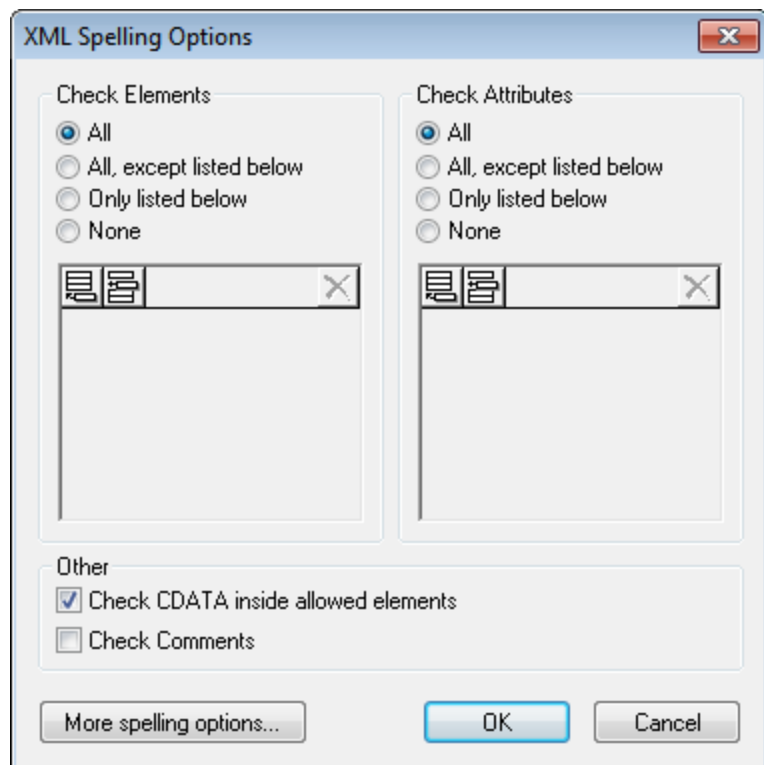 XML Spelling Options
Check Elements
All
All, except listed below
Only listed below
None
Check Attributes
All
All, except listed below
Only listed below
None
Other
Check CDATA inside allowed elements
Check Comments
More spelling options...
OK
Cancel